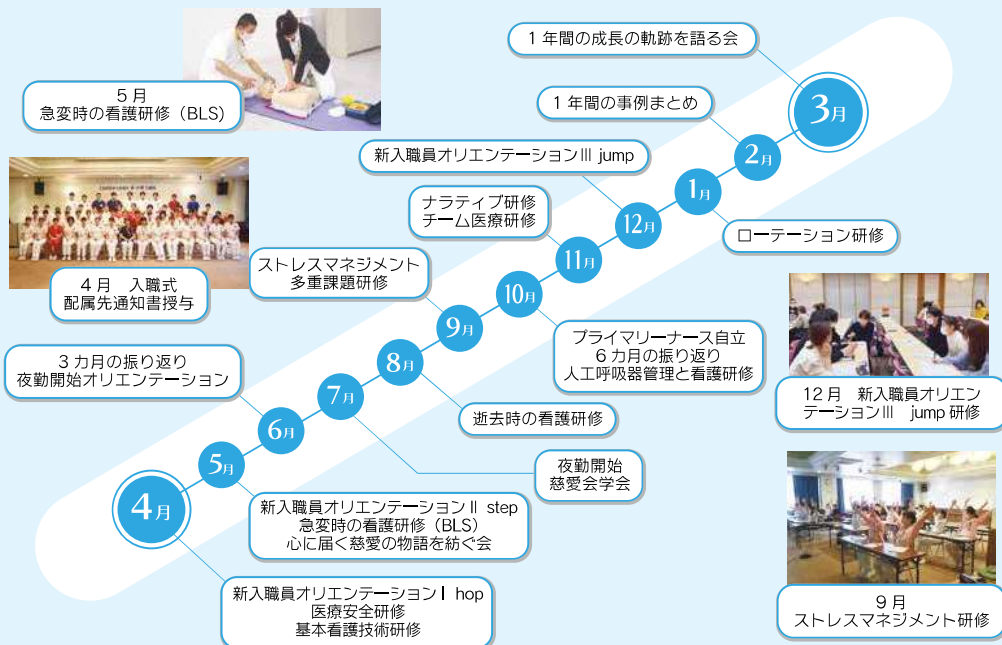 5月
急変時の看護研修（BLS)
4月　入職式
配属先通知書授与
1年間の成長の軌跡を語る会
3月
1年間の事例まとめ
2月
新入職員オリエンテーションⅢ jump
1月
ローテーション研修
12月
ナラティブ研修
チーム医療研修
11月
ストレスマネジメント
多重課題研修
10月
プライマリーナース自立
6カ月の振り返り
人工呼吸器管理と看護研修
9月
8月
逝去時の看護研修
3カ月の振り返り
夜勤開始オリエンテーション
7月
夜勤開始
慈愛会学会
6月
5月
新入職員オリエンテーションⅡ step
急変時の看護研修（BLS）
心に届く慈愛の物語を紡ぐ会
4月
新入職員オリエンテーションⅠ hop
医療安全研修
基本看護技術研修
12月　新入職員オリエン
テーションⅢ　jump 研修
9月
ストレスマネジメント研修